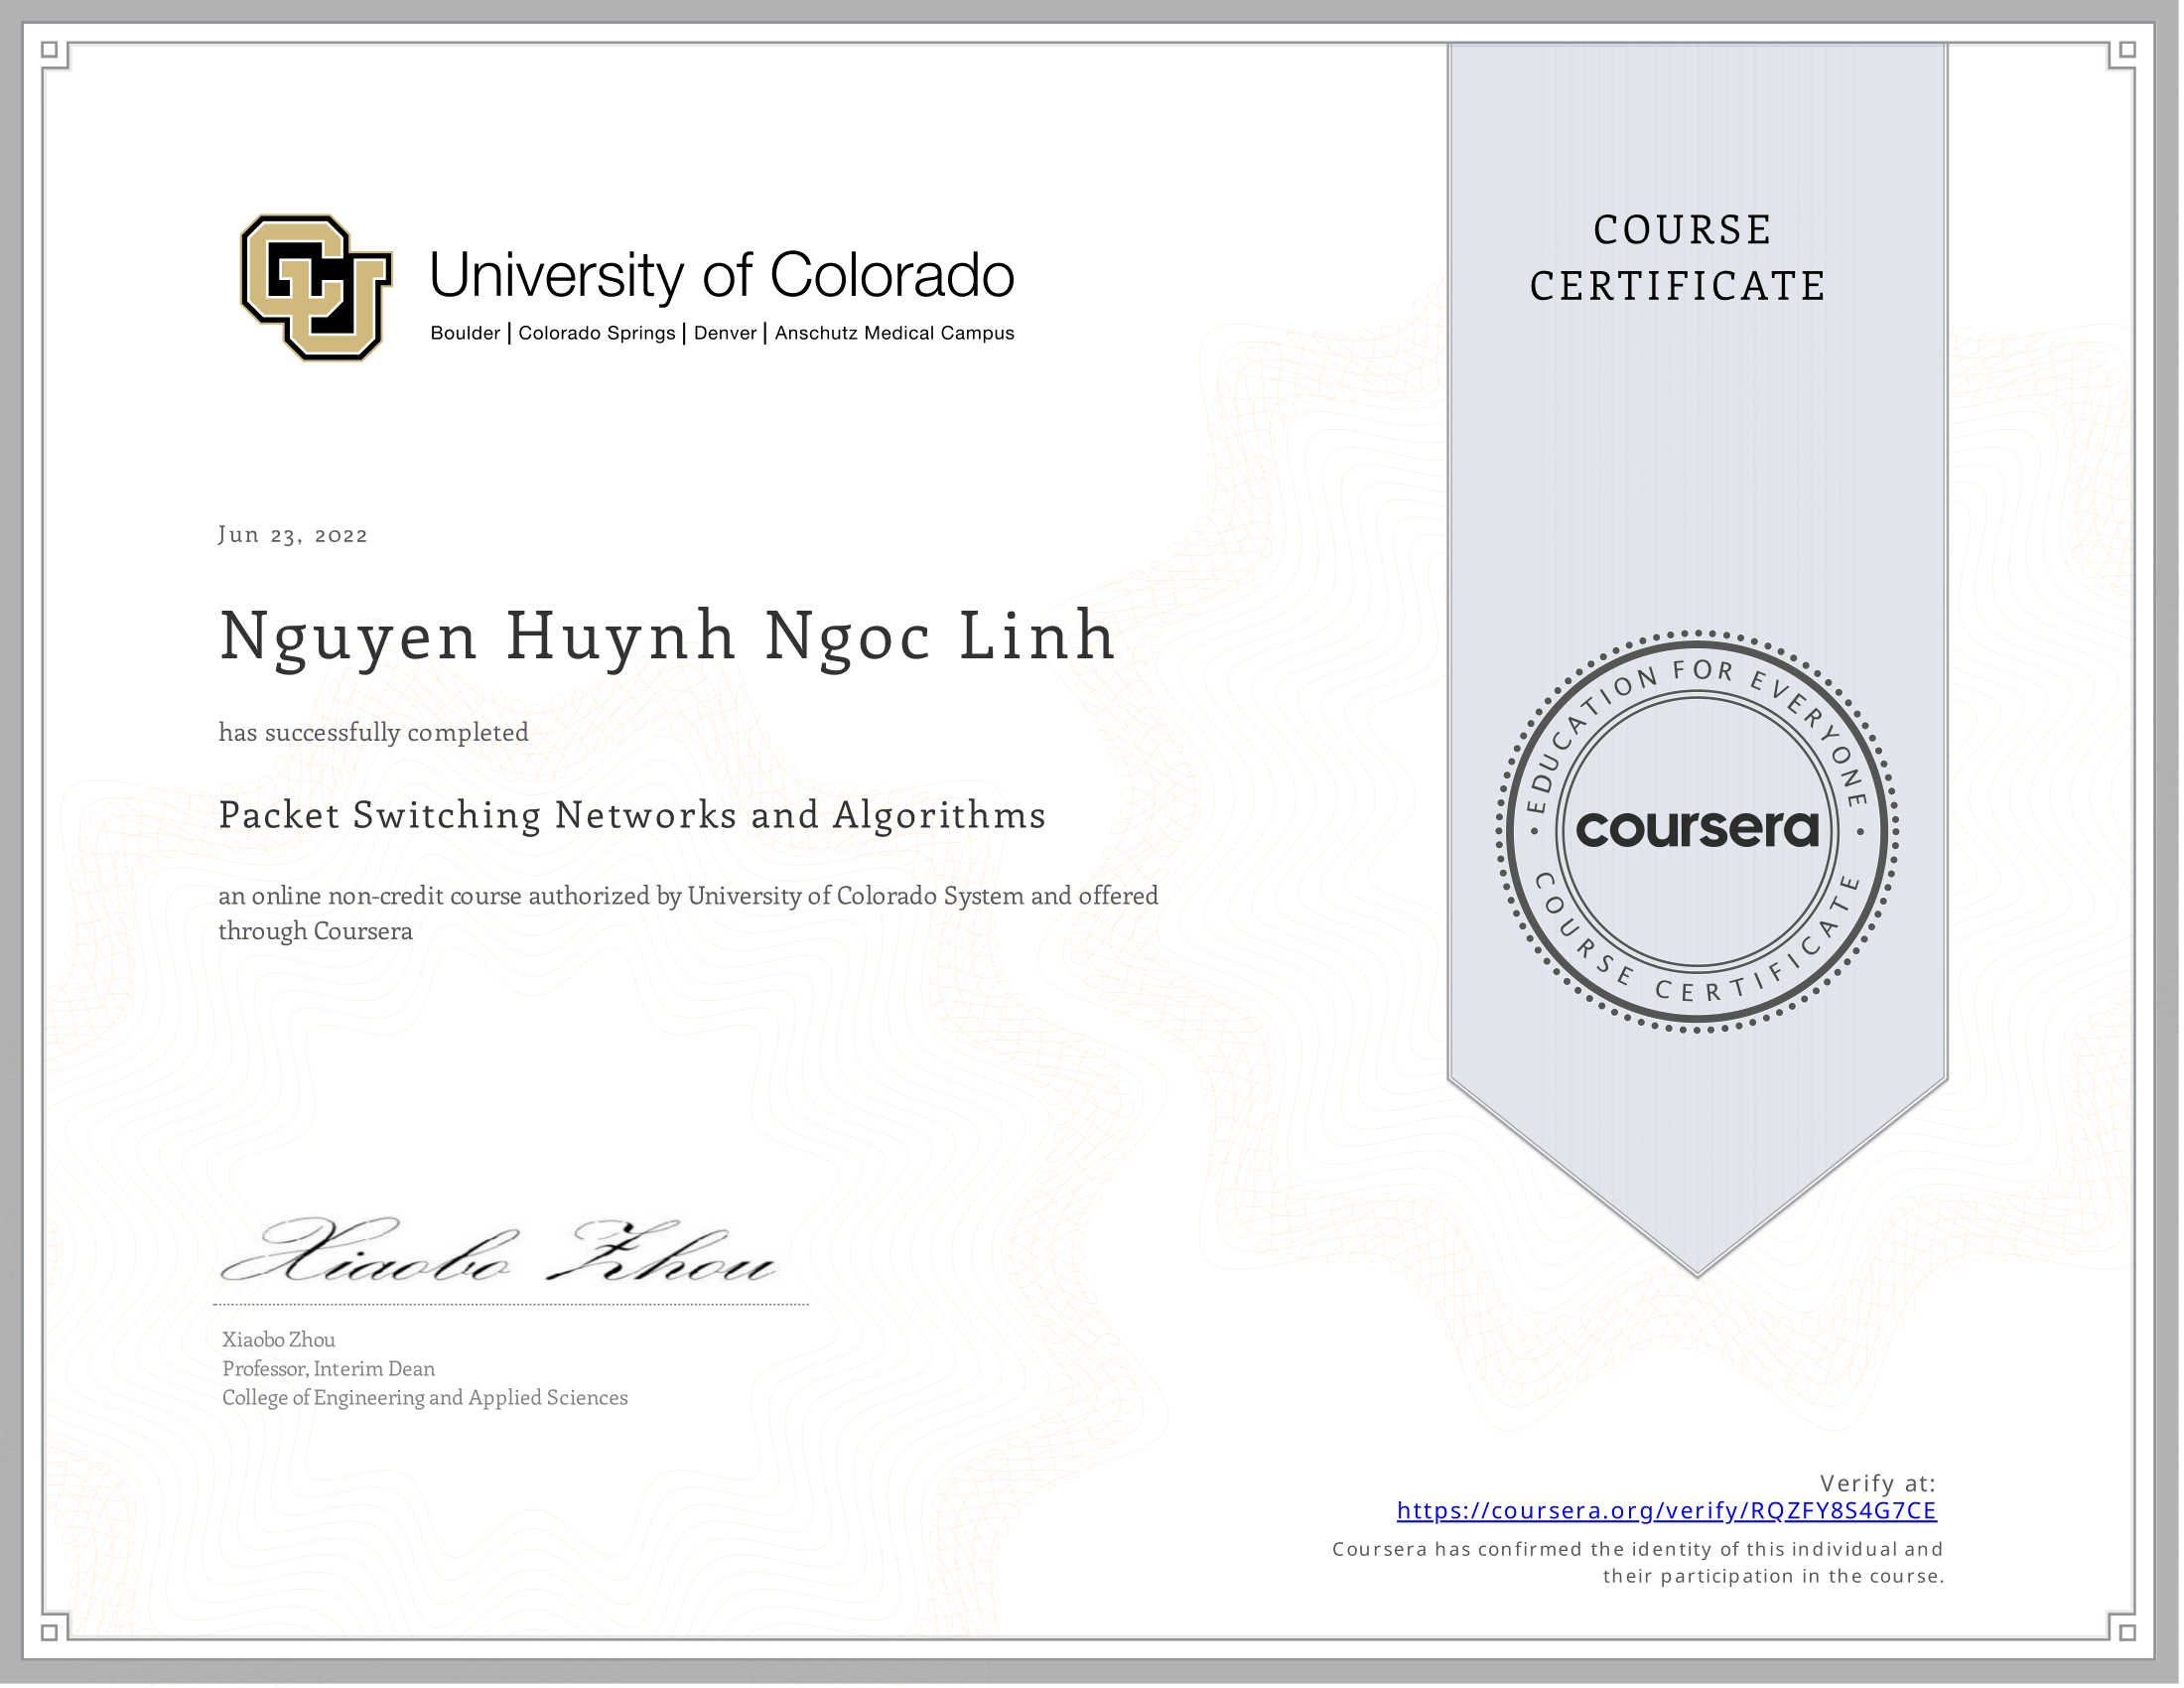 CU
University of Colorado
Boulder | Colorado Springs | Denver | Anschutz Medical Campus
COURSE
CERTIFICATE
Jun 23, 2022
Nguyen Huynh Ngoc Linh
has successfully completed
Packet Switching Networks and Algorithms
an online non-credit course authorized by University of Colorado System and offered
through Coursera
EDUCATION FOR EVERYONE
coursera
COURSE CERTIFICATE
Xiaobo Zhou
Xiaobo Zhou
Professor, Interim Dean
College of Engineering and Applied Sciences
Verify at:
https://coursera.org/verify/RQZFY8S4G7CE
Coursera has confirmed the identity of this individual and
their participation in the course.